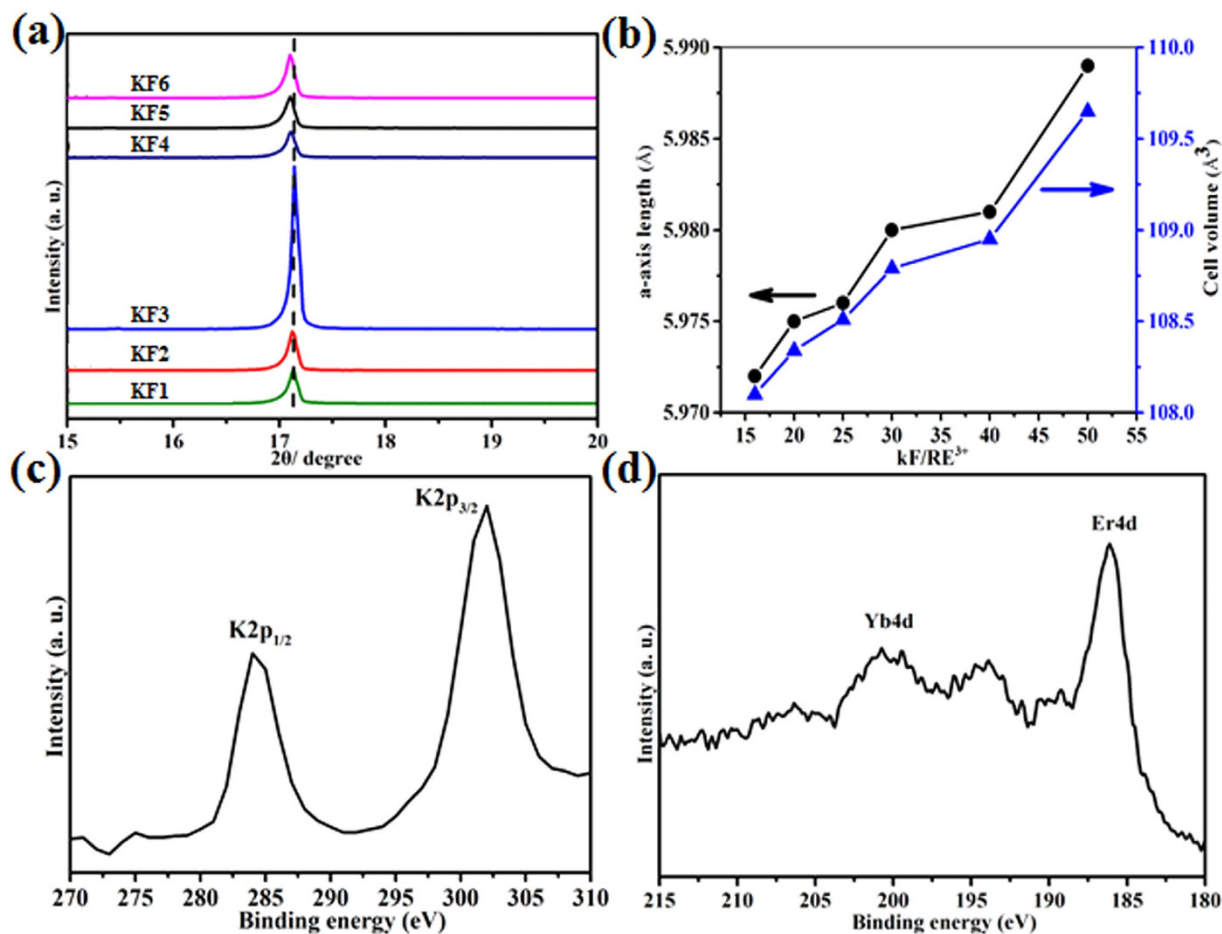 (a)
KF6
KF5
KF4
KF3
KF2
KF1
Intensity (a. u.)
15 16 17 18 19 20
2θ/ degree
(b)
5.990
5.985
5.980
5.975
5.970
a-axis length (Å)
110.0
109.5
109.0
108.5
108.0
Cell volume (Å³)
15 20 25 30 35 40 45 50 55
kF/RE³⁺
(c)
K2p₃/₂
K2p₁/₂
Intensity (a. u.)
270 275 280 285 290 295 300 305 310
Binding energy (eV)
(d)
Er4d
Yb4d
Intensity (a. u.)
215 210 205 200 195 190 185 180
Binding energy (eV)